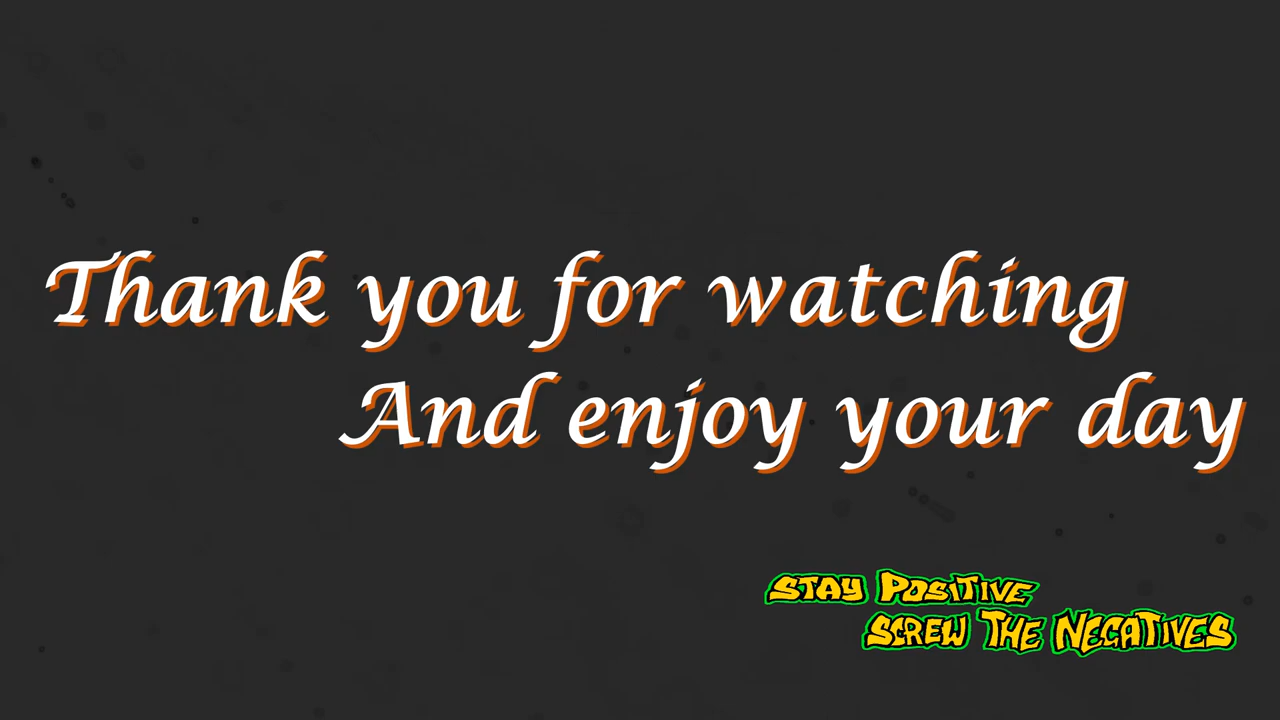 Thank you for watching
And enjoy your day
STAY POSITIVE
SCREW THE NEGATIVES